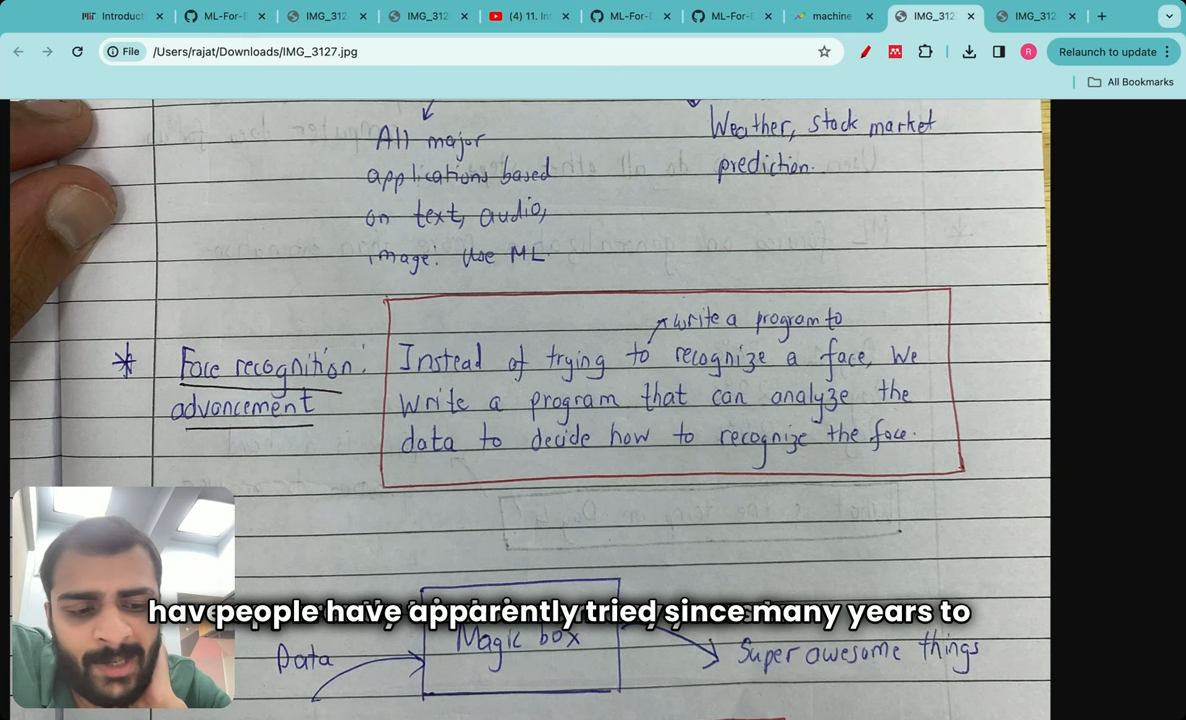 Introduct
ML-For-B
IMG_312
IMG_312
(4) 11. In
ML-For-B
ML-For-B
machine
IMG_312
IMG_312
File
/Users/rajat/Downloads/IMG_3127.jpg
R
Relaunch to update
All Bookmarks
All major
applications based
on text, audio,
image: use ML
Weather, stock market
prediction.
* Face recognition:
advancement
write a program to
Instead of trying to recognize a face, we
write a program that can analyze the
data to decide how to recognize the face.
people have apparently tried since many years to
Data
Magic box
Super awesome things